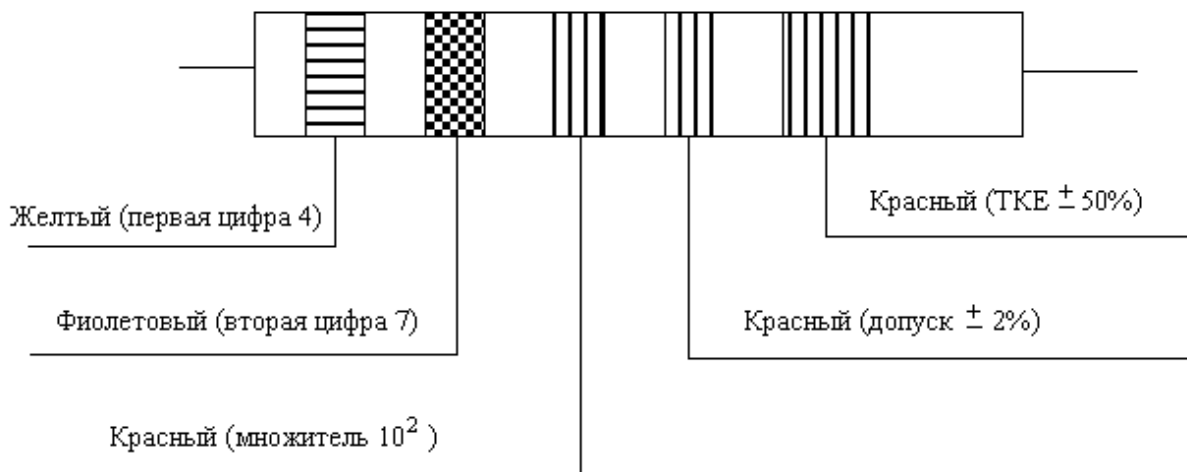 Красный (ТКЕ ± 50%)
Желтый (первая цифра 4)
Фиолетовый (вторая цифра 7)
Красный (допуск ± 2%)
Красный (множитель 10²)